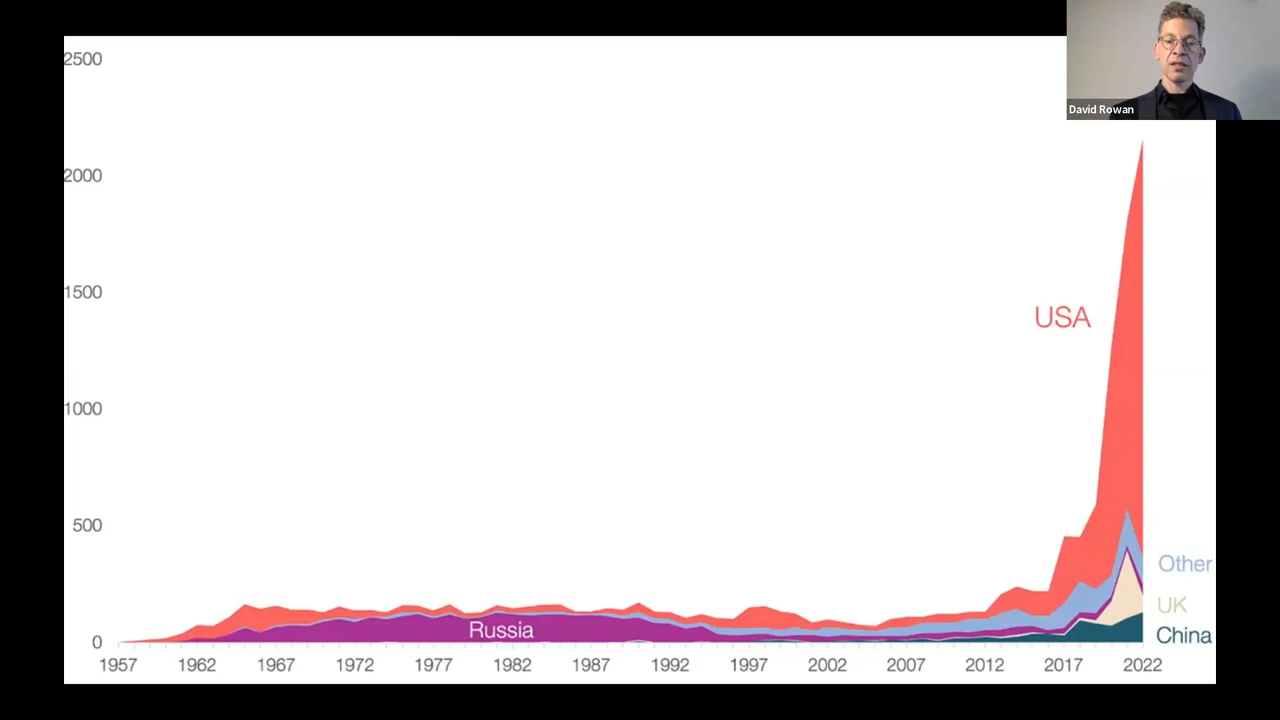 David Rowan
2500
2000
1500
1000
500
0
USA
Other
UK
China
Russia
1957 1962 1967 1972 1977 1982 1987 1992 1997 2002 2007 2012 2017 2022